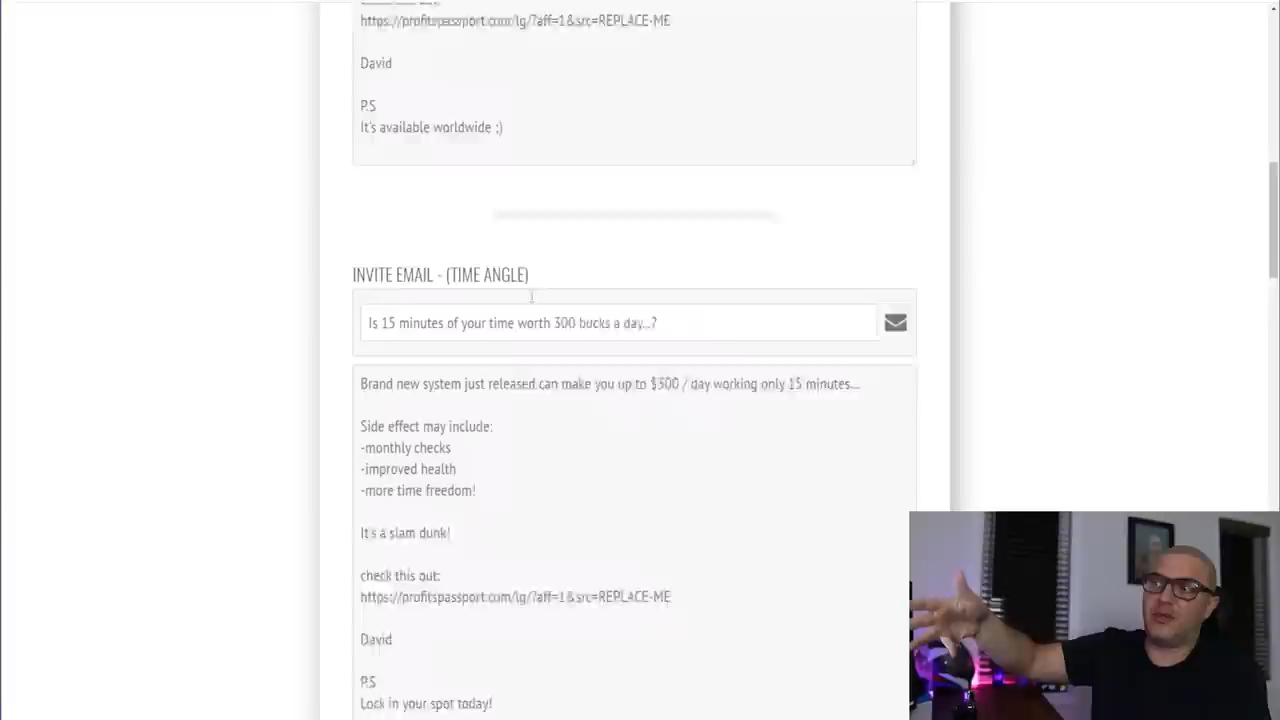 https://profitspassport.com/lg/?aff=1&src=REPLACE-ME
David
P.S
It's available worldwide ;)
INVITE EMAIL - (TIME ANGLE)
Is 15 minutes of your time worth 300 bucks a day...?
Brand new system just released can make you up to $300 / day working only 15 minutes...
Side effect may include:
-monthly checks
-improved health
-more time freedom!
It's a slam dunk!
check this out:
https://profitspassport.com/lg/?aff=1&src=REPLACE-ME
David
P.S
Lock in your spot today!